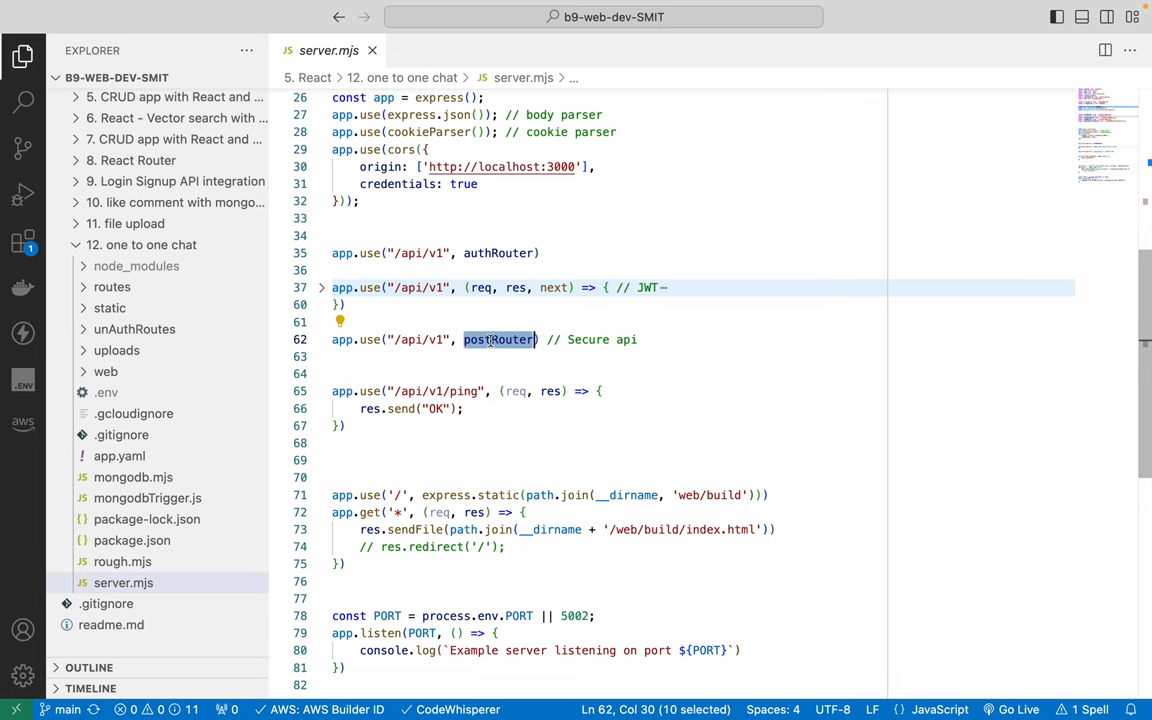 b9-web-dev-SMIT
EXPLORER
B9-WEB-DEV-SMIT
5. CRUD app with React and ...
6. React - Vector search with ...
7. CRUD app with React and ...
8. React Router
9. Login Signup API integration
10. like comment with mongo...
11. file upload
12. one to one chat
node_modules
routes
static
unAuthRoutes
uploads
web
.env
.gcloudignore
.gitignore
! app.yaml
JS mongodb.mjs
JS mongodbTrigger.js
{} package-lock.json
{} package.json
JS rough.mjs
JS server.mjs
.gitignore
readme.md
OUTLINE
TIMELINE
1
.ENV
aws
JS server.mjs
5. React > 12. one to one chat > JS server.mjs > ...
26 const app = express();
27 app.use(express.json()); // body parser
28 app.use(cookieParser()); // cookie parser
29 app.use(cors({
30 origin: ['http://localhost:3000'],
31 credentials: true
32 }));
33
34
35 app.use("/api/v1", authRouter)
36
37 app.use("/api/v1", (req, res, next) => { // JWT⋯
60 })
61
62 app.use("/api/v1", postRouter) // Secure api
63
64
65 app.use("/api/v1/ping", (req, res) => {
66 res.send("OK");
67 })
68
69
70
71 app.use('/', express.static(path.join(__dirname, 'web/build')))
72 app.get('*', (req, res) => {
73 res.sendFile(path.join(__dirname + '/web/build/index.html'))
74 // res.redirect('/');
75 })
76
77
78 const PORT = process.env.PORT || 5002;
79 app.listen(PORT, () => {
80 console.log(`Example server listening on port ${PORT}`)
81 })
82
main 0 0 11 0 AWS: AWS Builder ID CodeWhisperer Ln 62, Col 30 (10 selected) Spaces: 4 UTF-8 LF {} JavaScript Go Live 1 Spell